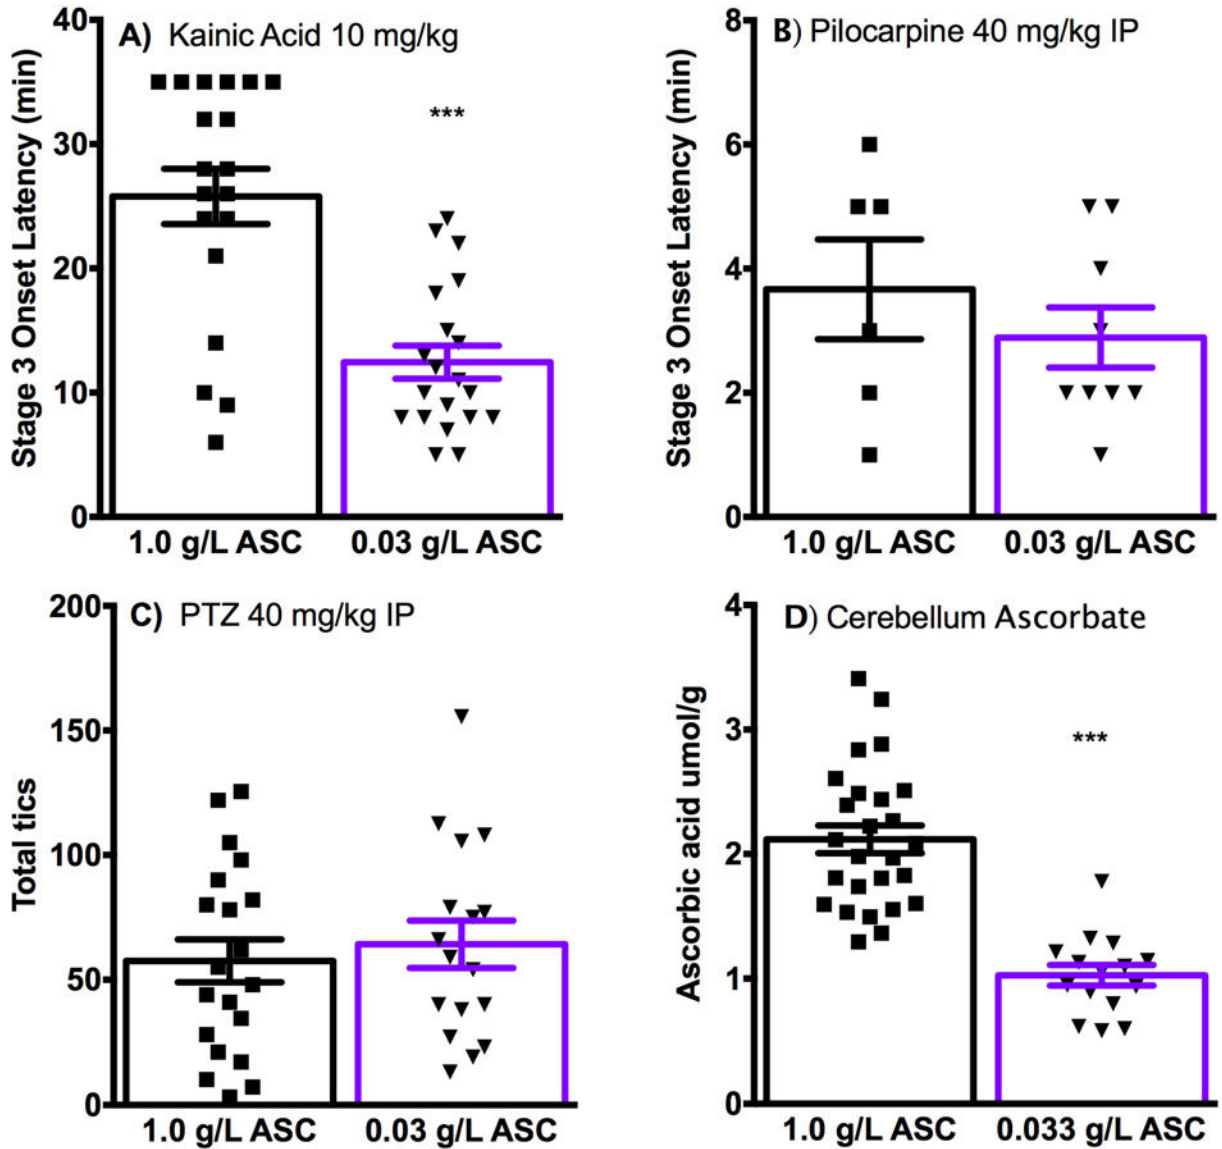 A) Kainic Acid 10 mg/kg
Stage 3 Onset Latency (min)
40
30
20
10
0
***
1.0 g/L ASC
0.03 g/L ASC
B) Pilocarpine 40 mg/kg IP
Stage 3 Onset Latency (min)
8
6
4
2
0
1.0 g/L ASC
0.03 g/L ASC
C) PTZ 40 mg/kg IP
Total tics
200
150
100
50
0
1.0 g/L ASC
0.03 g/L ASC
D) Cerebellum Ascorbate
Ascorbic acid umol/g
4
3
2
1
0
***
1.0 g/L ASC
0.033 g/L ASC